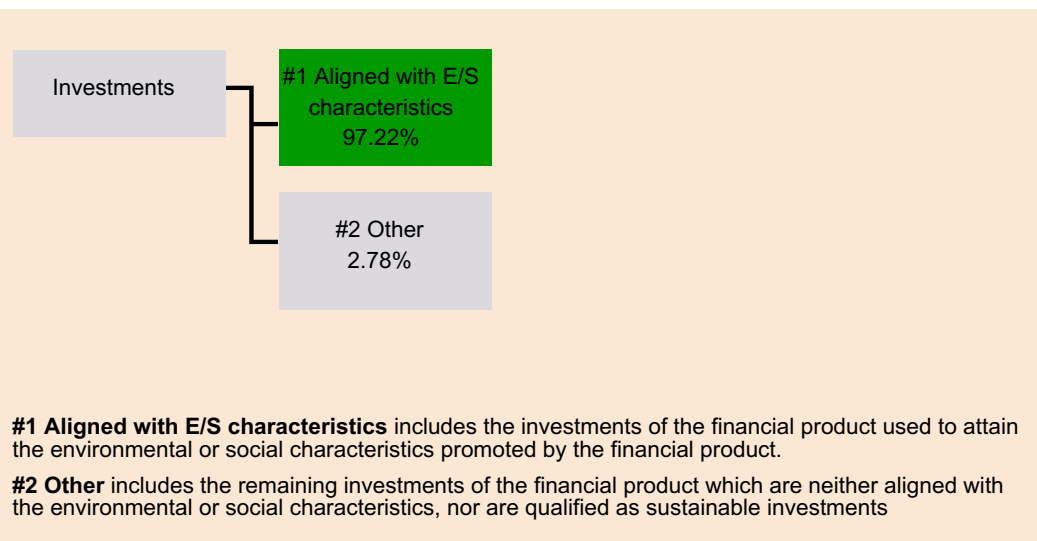 Investments
#1 Aligned with E/S
characteristics
97.22%
#2 Other
2.78%
#1 Aligned with E/S characteristics includes the investments of the financial product used to attain
the environmental or social characteristics promoted by the financial product.
#2 Other includes the remaining investments of the financial product which are neither aligned with
the environmental or social characteristics, nor are qualified as sustainable investments